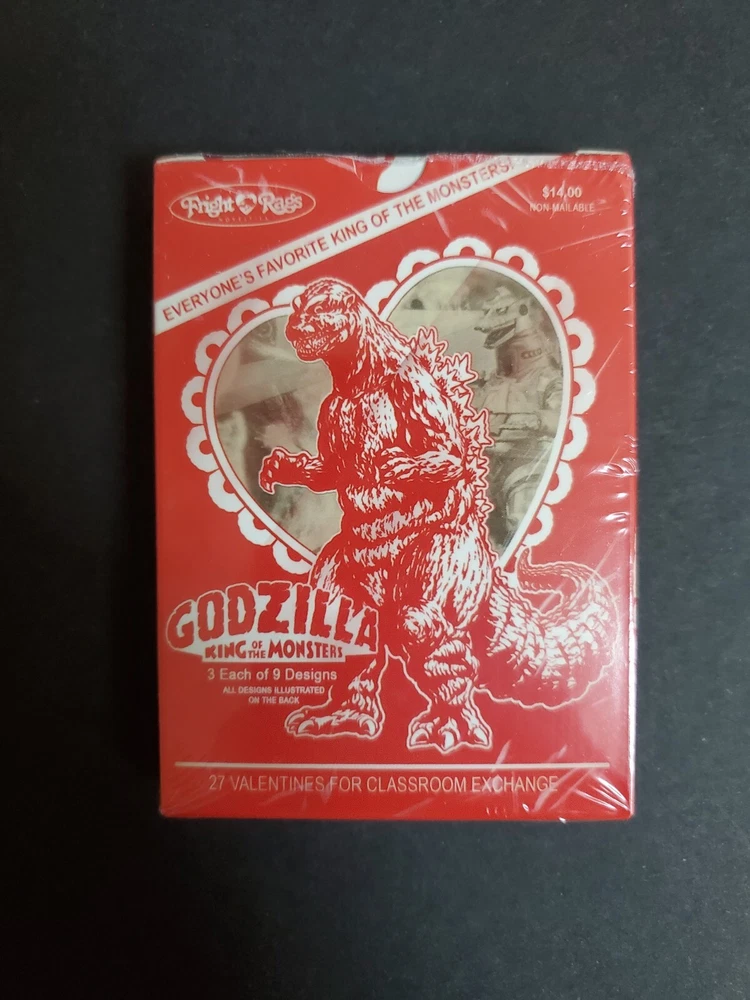 Fright Rags
EVERYONE'S FAVORITE KING OF THE MONSTERS!
$14.00
NON-MAILABLE
GODZILLA
KING OF THE MONSTERS
3 Each of 9 Designs
ALL DESIGNS ILLUSTRATED
ON THE BACK
27 VALENTINES FOR CLASSROOM EXCHANGE